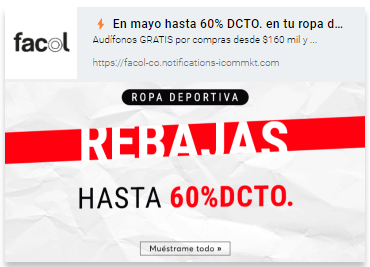 facol
⚡ En mayo hasta 60% DCTO. en tu ropa d...
Audífonos GRATIS por compras desde $160 mil y ...
https://facol-co.notifications-icommkt.com
ROPA DEPORTIVA
REBAJAS
HASTA 60%DCTO.
Muéstrame todo »